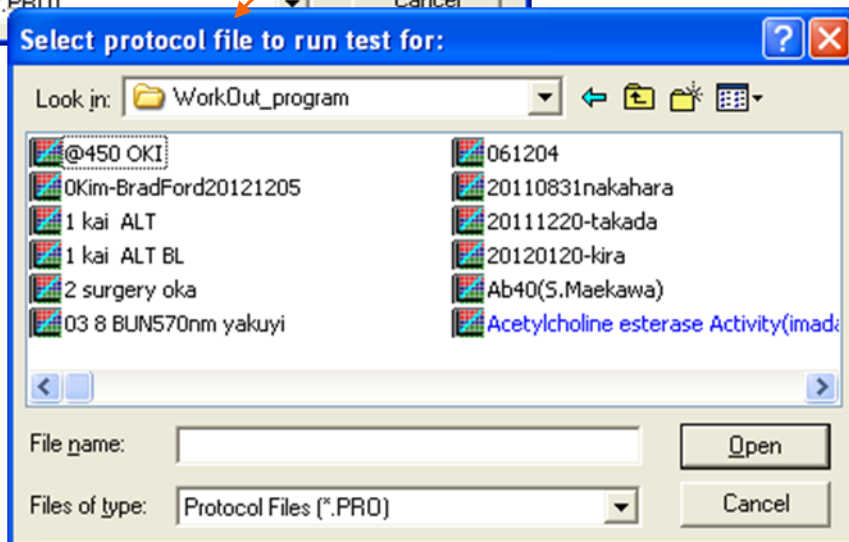 .PRO)
Cancel
Select protocol file to run test for:
Look in: WorkOut_program
@450 OKI
0Kim-BradFord20121205
1 kai ALT
1 kai ALT BL
2 surgery oka
03 8 BUN570nm yakuyi
061204
20110831nakahara
20111220-takada
20120120-kira
Ab40(S.Maekawa)
Acetylcholine esterase Activity(imada
File name:
Open
Files of type: Protocol Files (*.PRO)
Cancel